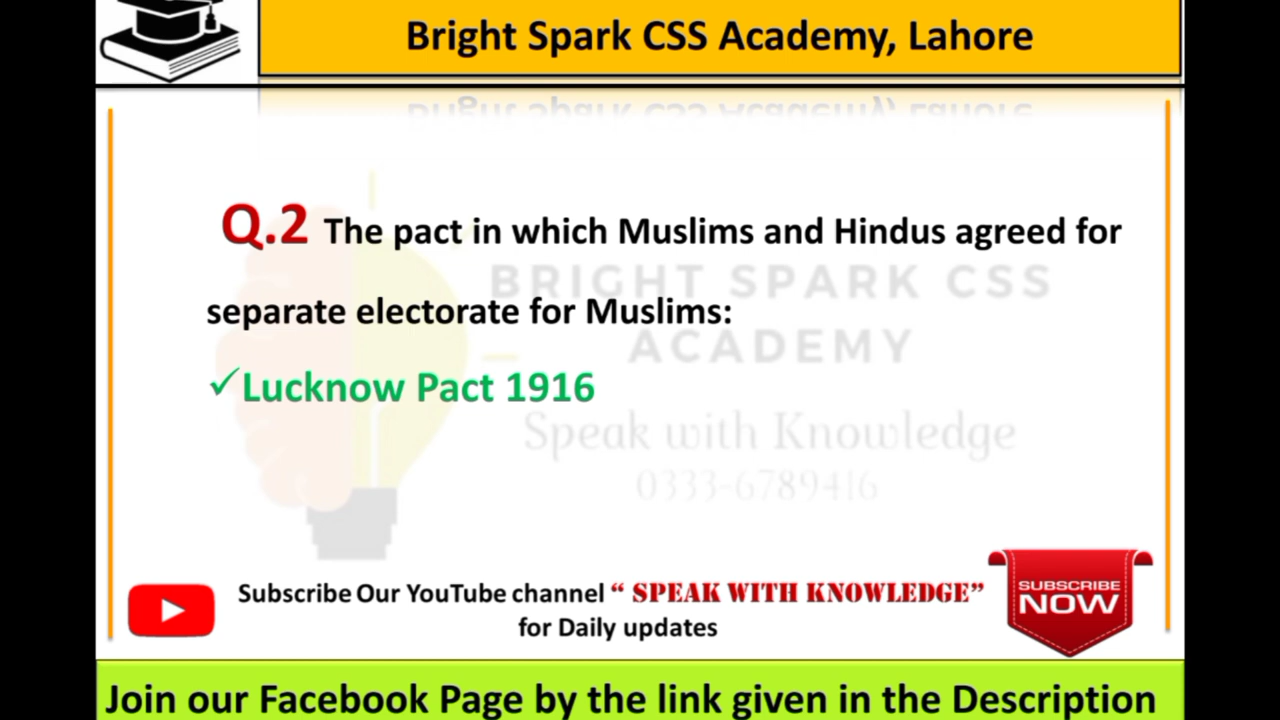 Bright Spark CSS Academy, Lahore
Q.2 The pact in which Muslims and Hindus agreed for
BRIGHT SPARK CSS
separate electorate for Muslims:
ACADEMY
✓Lucknow Pact 1916
Speak with Knowledge
0333-6789416
Subscribe Our YouTube channel “ SPEAK WITH KNOWLEDGE”
for Daily updates
SUBSCRIBE
NOW
Join our Facebook Page by the link given in the Description